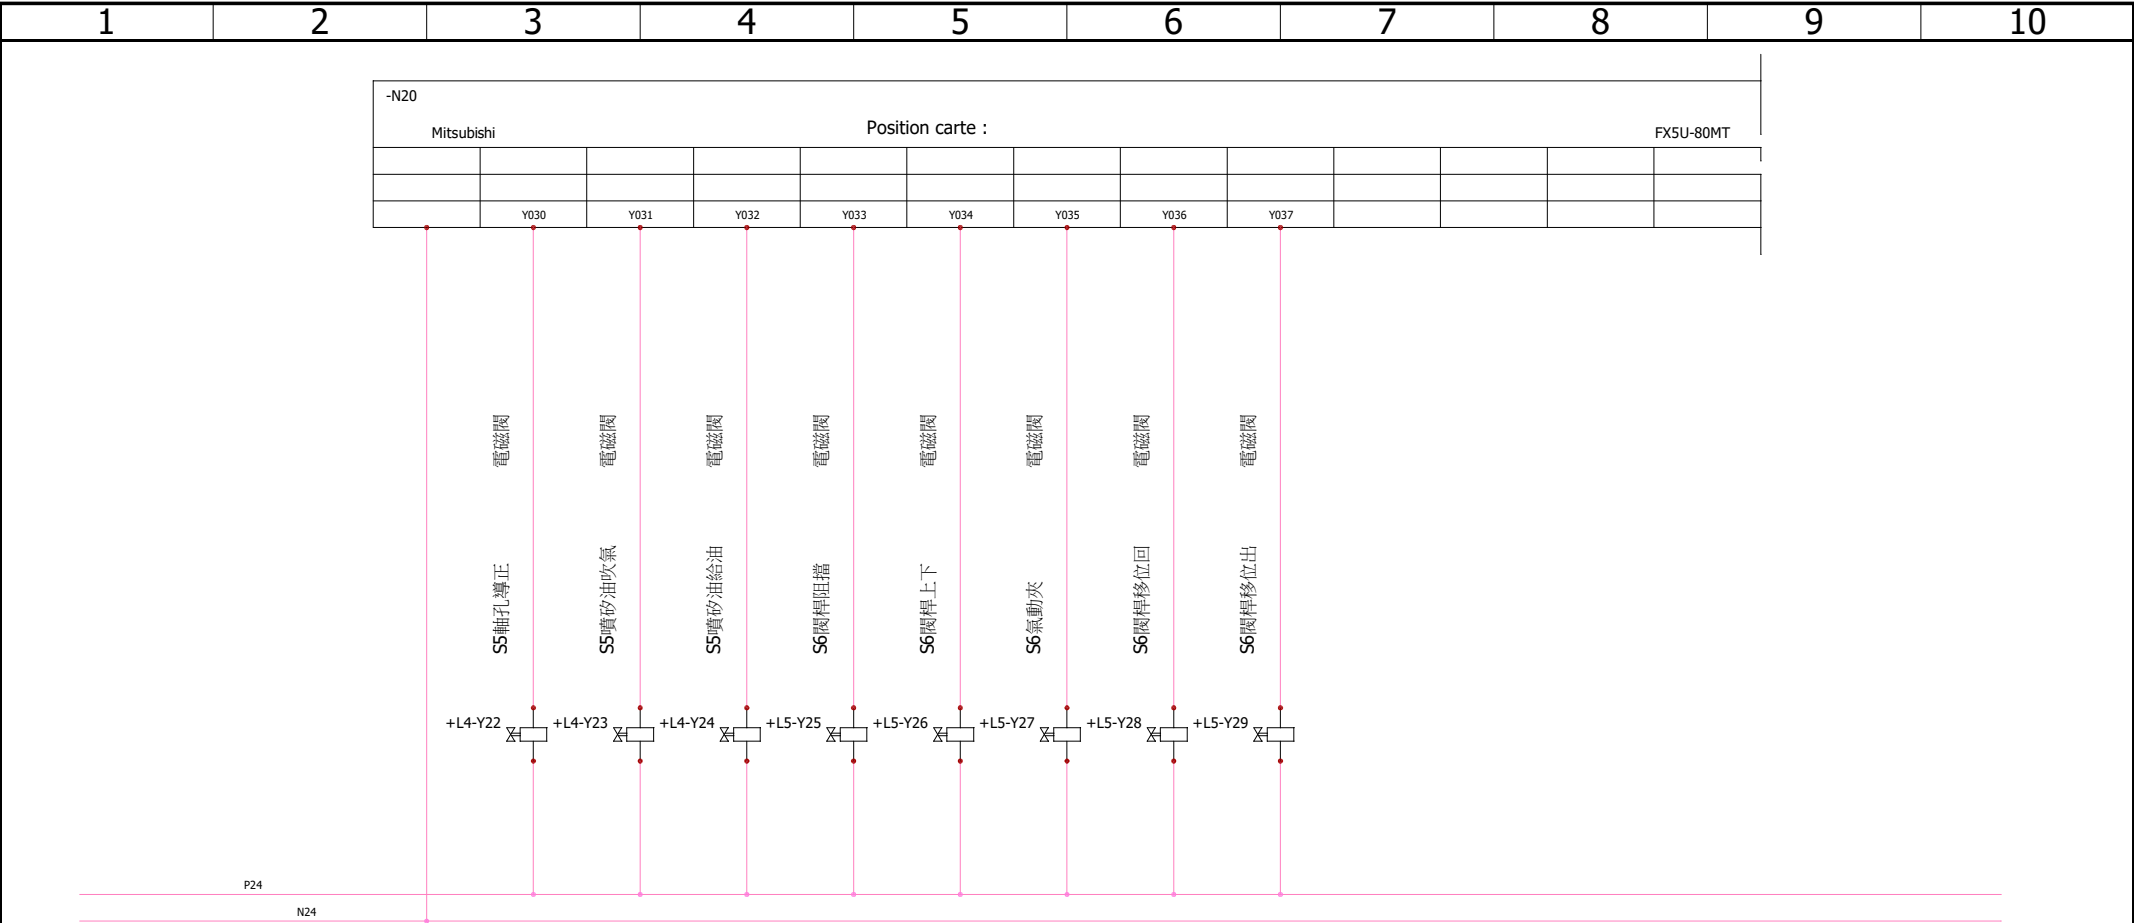 1 2 3 4 5 6 7 8 9 10
-N20
Mitsubishi Position carte : FX5U-80MT
Y030 Y031 Y032 Y033 Y034 Y035 Y036 Y037
電磁閥 電磁閥 電磁閥 電磁閥 電磁閥 電磁閥 電磁閥 電磁閥
S5軸孔導正
S5噴矽油吹氣
S5噴矽油給油
S6閥桿阻擋
S6閥桿上下
S6氣動夾
S6閥桿移位回
S6閥桿移位出
+L4-Y22 +L4-Y23 +L4-Y24 +L5-Y25 +L5-Y26 +L5-Y27 +L5-Y28 +L5-Y29
P24
N24